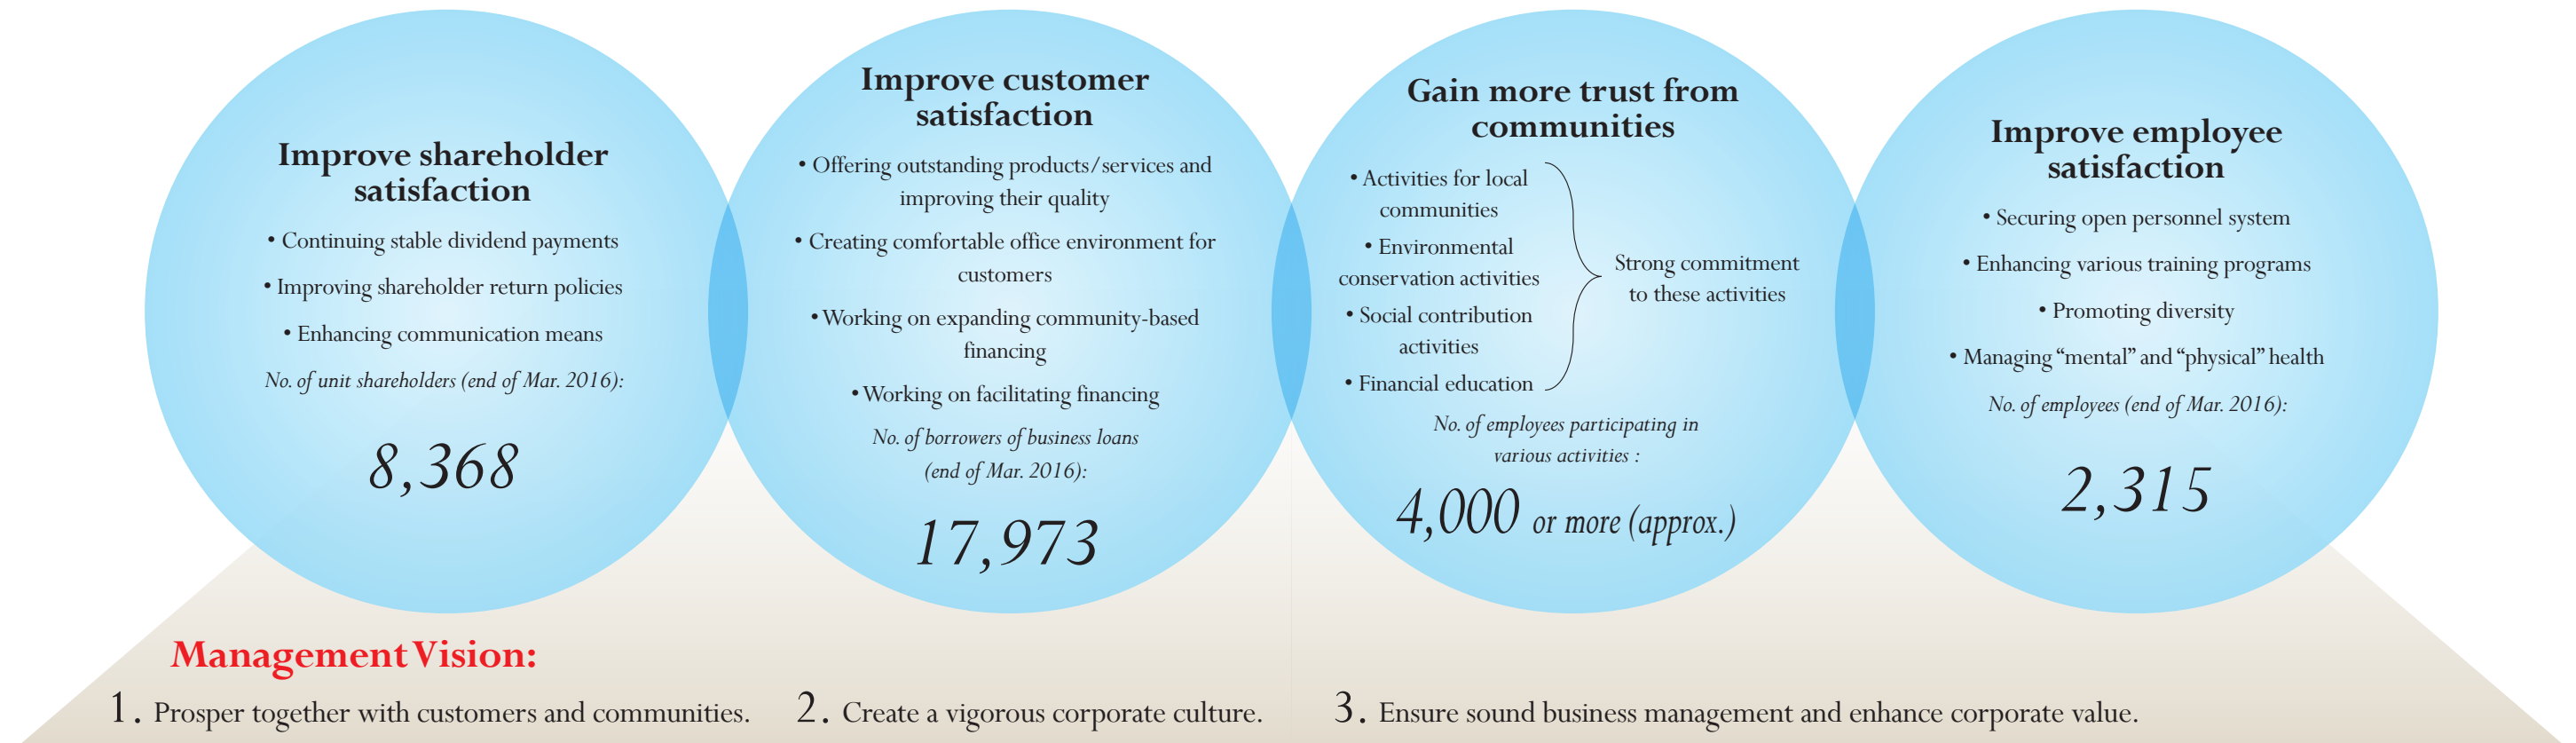 Improve shareholder
satisfaction
• Continuing stable dividend payments
• Improving shareholder return policies
• Enhancing communication means
No. of unit shareholders (end of Mar. 2016):
8,368
Improve customer
satisfaction
• Offering outstanding products/services and
improving their quality
• Creating comfortable office environment for
customers
• Working on expanding community-based
financing
• Working on facilitating financing
No. of borrowers of business loans
(end of Mar. 2016):
17,973
Gain more trust from
communities
• Activities for local
communities
• Environmental
conservation activities
• Social contribution
activities
• Financial education
Strong commitment
to these activities
No. of employees participating in
various activities :
4,000 or more (approx.)
Improve employee
satisfaction
• Securing open personnel system
• Enhancing various training programs
• Promoting diversity
• Managing “mental” and “physical” health
No. of employees (end of Mar. 2016):
2,315
Management Vision:
1. Prosper together with customers and communities.
2. Create a vigorous corporate culture.
3. Ensure sound business management and enhance corporate value.